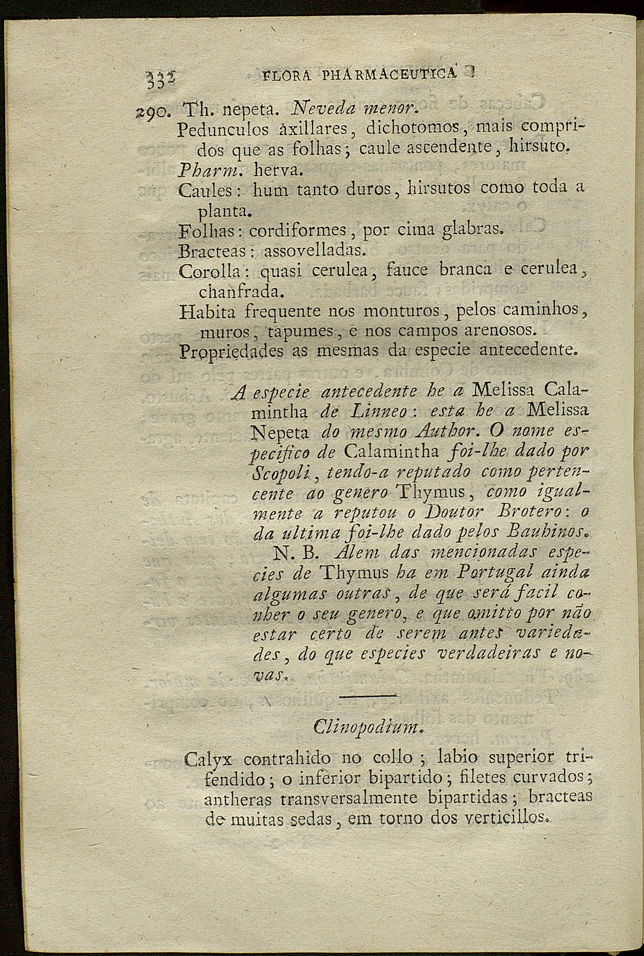 332 FLORA PHARMACEUTICA
290. Th. nepeta. Neveda menor.
Pedunculos àxillares, dichotomos, mais compri-
dos que as folhas; caule ascendente, hirsuto.
Pharm. herva.
Caules: hum tanto duros, hirsutos como toda a
planta.
Folhas: cordiformes, por cima glabras.
Bracteas: assovelladas.
Corolla: quasi cerulea, fauce branca e cerulea,
chanfrada.
Habita frequente nos monturos, pelos caminhos,
muros, tapumes, e nos campos arenosos.
Propriedades as mesmas da especie antecedente.
A especie antecedente he a Melissa Cala-
mintha de Linneo: esta he a Melissa
Nepeta do mesmo Author. O nome es-
pecifico de Calamintha foi-lhe dado por
Scopoli, tendo-a reputado como perten-
cente ao genero Thymus, como igual-
mente a reputou o Doutor Brotero: o
da ultima foi-lhe dado pelos Bauhinos.
N. B. Alem das mencionadas espe-
cies de Thymus ha em Portugal ainda
algumas outras, de que será facil co-
nher o seu genero, e que omitto por não
estar certo de serem antes varieda-
des, do que especies verdadeiras e no-
vas.
Clinopodium.
Calyx contrahido no collo; labio superior tri-
fendido; o inferior bipartido; filetes curvados;
antheras transversalmente bipartidas; bracteas
de muitas sedas, em torno dos verticillos.